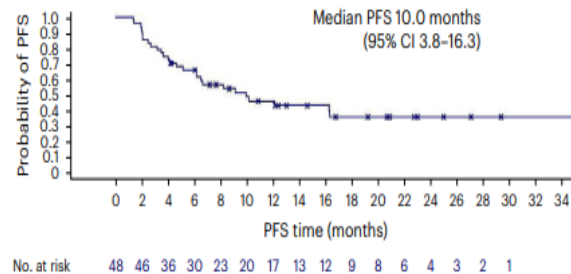 Median PFS 10.0 months
(95% CI 3.8–16.3)
Probability of PFS
1.0
0.9
0.8
0.7
0.6
0.5
0.4
0.3
0.2
0.1
0
0 2 4 6 8 10 12 14 16 18 20 22 24 26 28 30 32 34
PFS time (months)
No. at risk 48 46 36 30 23 20 17 13 12 9 8 6 4 3 2 1